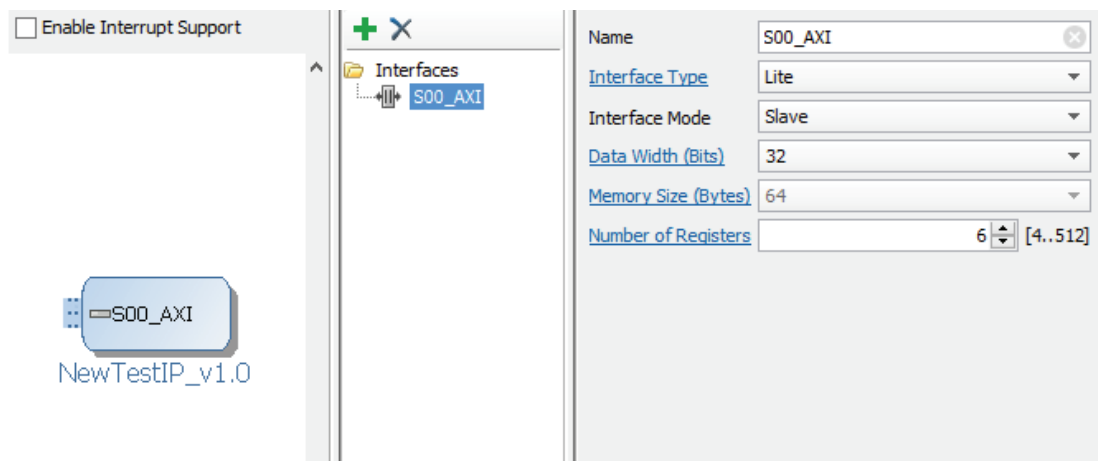 Enable Interrupt Support
S00_AXI
NewTestIP_v1.0
Interfaces
S00_AXI
Name S00_AXI
Interface Type Lite
Interface Mode Slave
Data Width (Bits) 32
Memory Size (Bytes) 64
Number of Registers 6 [4..512]